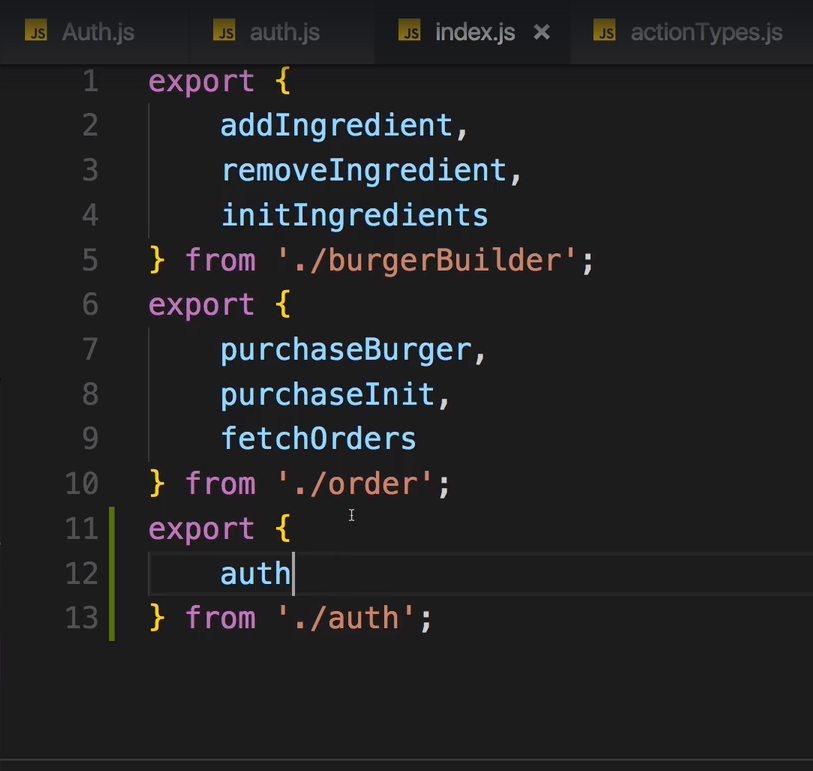 JS Auth.js JS auth.js JS index.js × JS actionTypes.js
1 export {
2 addIngredient,
3 removeIngredient,
4 initIngredients
5 } from './burgerBuilder';
6 export {
7 purchaseBurger,
8 purchaseInit,
9 fetchOrders
10 } from './order';
11 export {
12 auth
13 } from './auth';